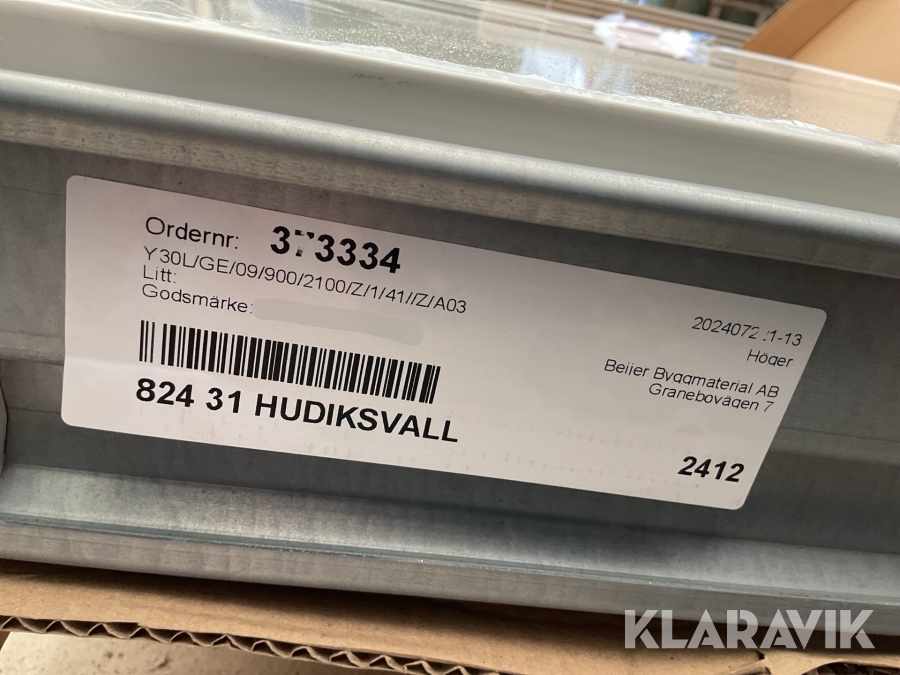 Ordernr: 373334
Y30L/GE/09/900/2100/Z/1/41//Z/A03
Litt:
Godsmärke:
824 31 HUDIKSVALL
Höger
Beijer Byggmaterial AB
Granebovägen 7
2412
KLARAVIK